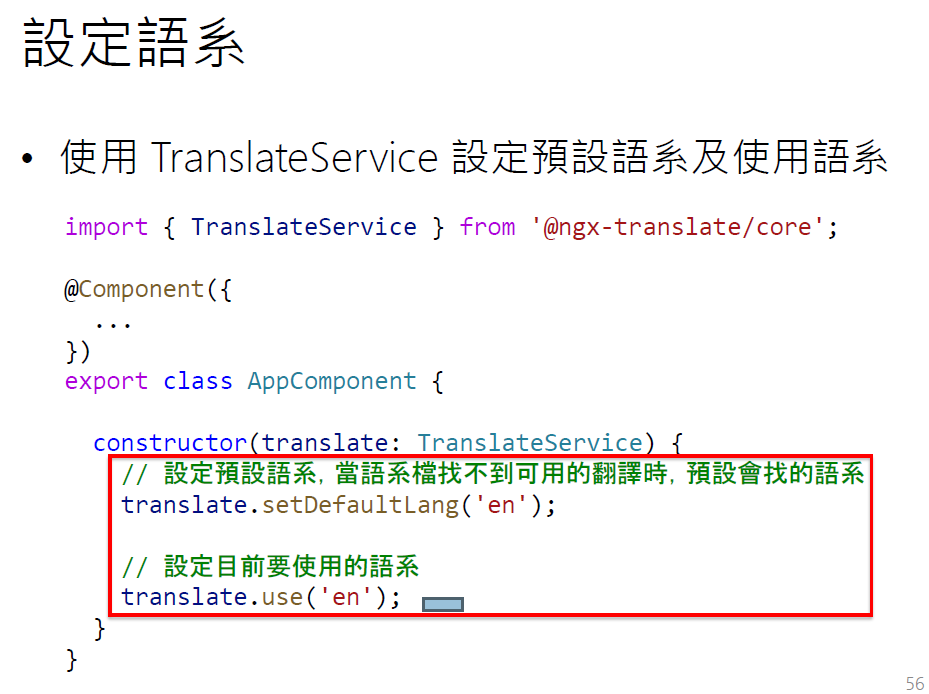 設定語系
• 使用 TranslateService 設定預設語系及使用語系
import { TranslateService } from '@ngx-translate/core';
@Component({
...
})
export class AppComponent {
constructor(translate: TranslateService) {
// 設定預設語系, 當語系檔找不到可用的翻譯時, 預設會找的語系
translate.setDefaultLang('en');
// 設定目前要使用的語系
translate.use('en');
}
}
56